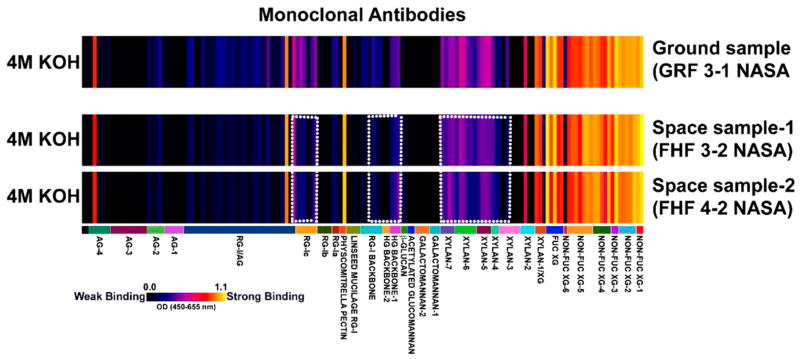 Monoclonal Antibodies
4M KOH
Ground sample
(GRF 3-1 NASA
4M KOH
Space sample-1
(FHF 3-2 NASA)
4M KOH
Space sample-2
(FHF 4-2 NASA)
AG-4
AG-3
AG-2
AG-1
RG-I/AG
RG-Ic
RG-Ib
RG-Ia
PHYSCOMITRELLA PECTIN
LINSEED MUCILAGE RG-I
RG-I BACKBONE
HG BACKBONE-2
HG BACKBONE-1
β-GLUCAN
ACETYLATED GLUCOMANNAN
GALACTOMANNAN-2
GALACTOMANNAN-1
XYLAN-7
XYLAN-6
XYLAN-5
XYLAN-4
XYLAN-3
XYLAN-2
XYLAN-1/XG
FUC XG
NON-FUC XG-6
NON-FUC XG-5
NON-FUC XG-4
NON-FUC XG-3
NON-FUC XG-2
NON-FUC XG-1
0.0 1.1
Weak Binding Strong Binding
OD (450-655 nm)